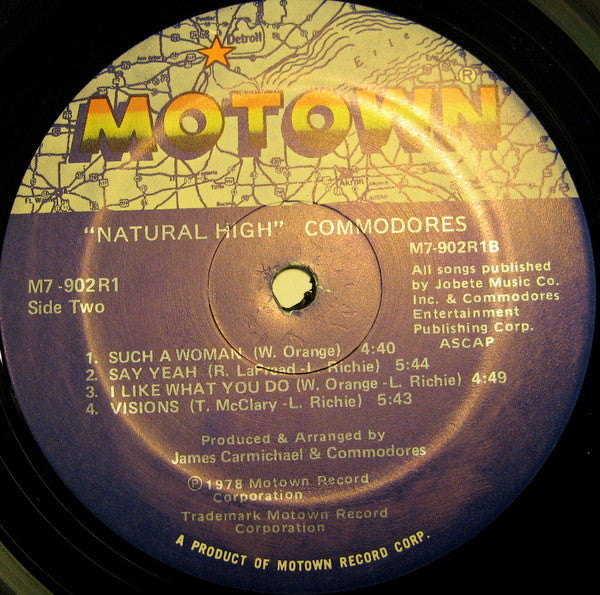 Detroit
Erie
MOTOWN®
Akron
"NATURAL HIGH" COMMODORES
M7-902R1B
M7-902R1
Side Two
All songs published
by Jobete Music Co.
Inc. & Commodores
Entertainment
Publishing Corp.
ASCAP
1. SUCH A WOMAN (W. Orange) 4:40
2. SAY YEAH (R. LaPread-L. Richie) 5:44
3. I LIKE WHAT YOU DO (W. Orange-L. Richie) 4:49
4. VISIONS (T. McClary-L. Richie) 5:43
Produced & Arranged by
James Carmichael & Commodores
℗ 1978 Motown Record
Corporation
Trademark Motown Record
Corporation
A PRODUCT OF MOTOWN RECORD CORP.